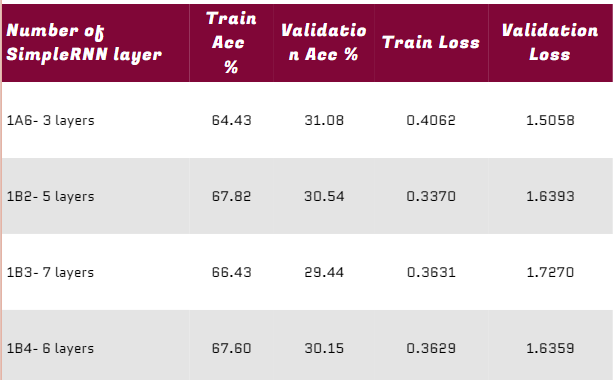 Number of SimpleRNN layer | Train Acc % | Validation Acc % | Train Loss | Validation Loss
1A6- 3 layers | 64.43 | 31.08 | 0.4062 | 1.5058
1B2- 5 layers | 67.82 | 30.54 | 0.3370 | 1.6393
1B3- 7 layers | 66.43 | 29.44 | 0.3631 | 1.7270
1B4- 6 layers | 67.60 | 30.15 | 0.3629 | 1.6359